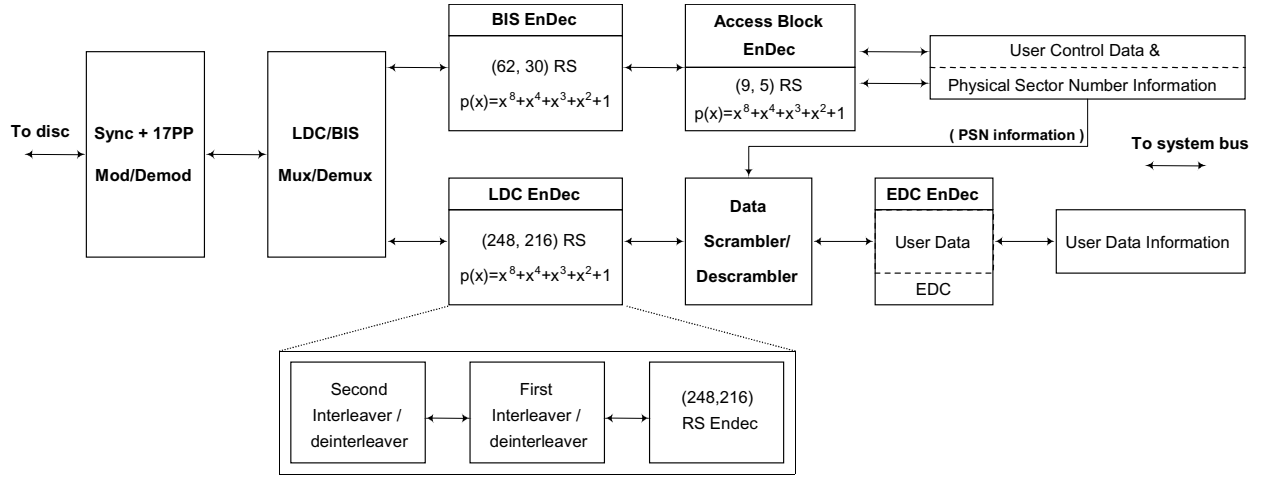 To disc
Sync + 17PP
Mod/Demod
LDC/BIS
Mux/Demux
BIS EnDec
(62, 30) RS
p(x)=x⁸+x⁴+x³+x²+1
Access Block
EnDec
(9, 5) RS
p(x)=x⁸+x⁴+x³+x²+1
User Control Data &
Physical Sector Number Information
( PSN information )
To system bus
LDC EnDec
(248, 216) RS
p(x)=x⁸+x⁴+x³+x²+1
Data
Scrambler/
Descrambler
EDC EnDec
User Data
EDC
User Data Information
Second
Interleaver /
deinterleaver
First
Interleaver /
deinterleaver
(248,216)
RS Endec